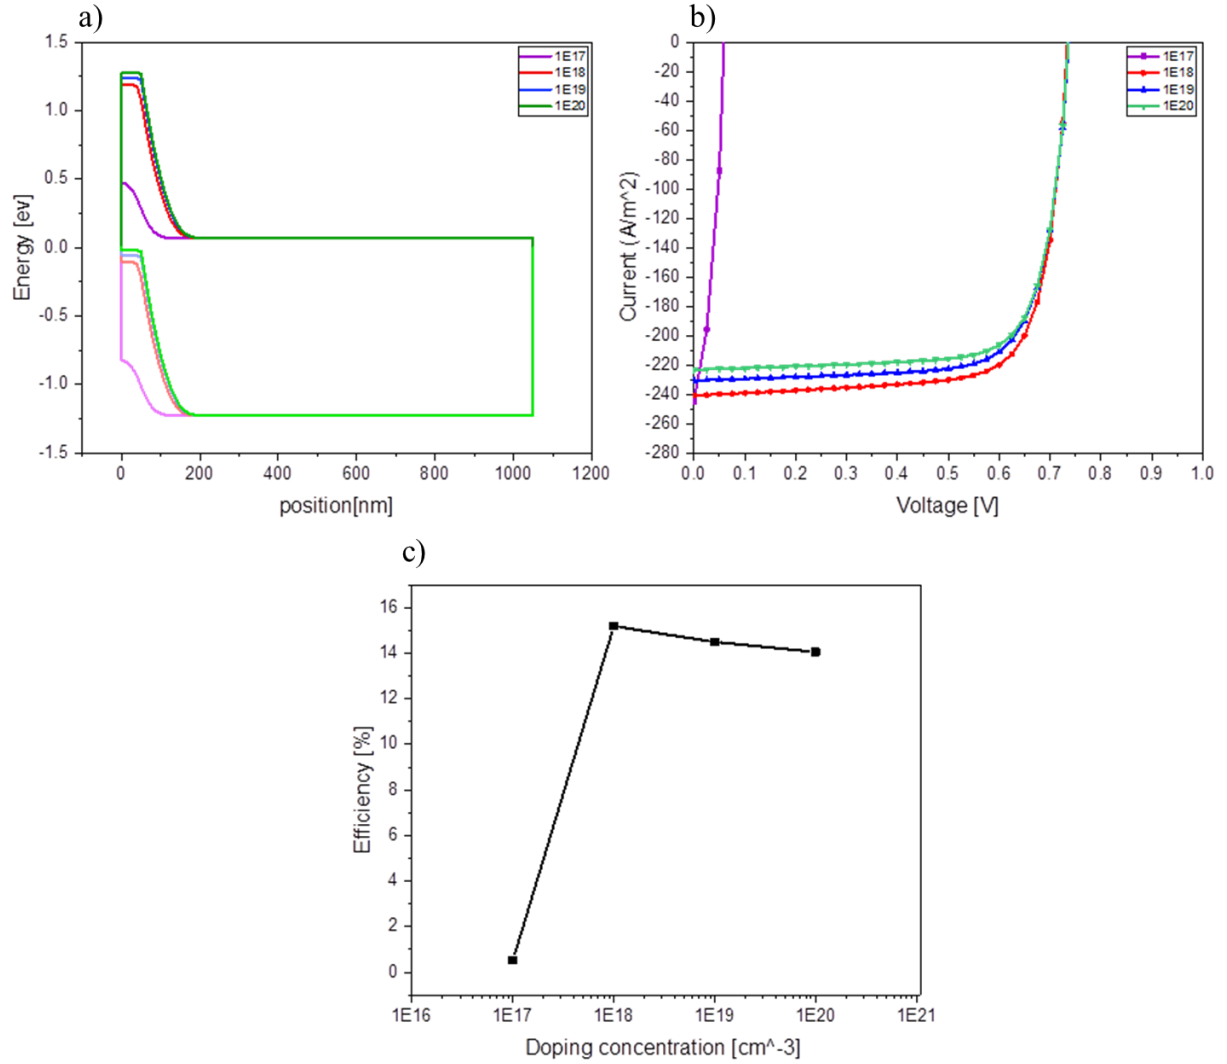 a)
1.5
1.0
0.5
0.0
-0.5
-1.0
-1.5
Energy [ev]
0
200
400
600
800
1000
1200
position[nm]
1E17
1E18
1E19
1E20
b)
0
-20
-40
-60
-80
-100
-120
-140
-160
-180
-200
-220
-240
-260
-280
Current (A/m^2)
0.0
0.1
0.2
0.3
0.4
0.5
0.6
0.7
0.8
0.9
1.0
Voltage [V]
1E17
1E18
1E19
1E20
c)
16
14
12
10
8
6
4
2
0
Efficiency [%]
1E16
1E17
1E18
1E19
1E20
1E21
Doping concentration [cm^-3]